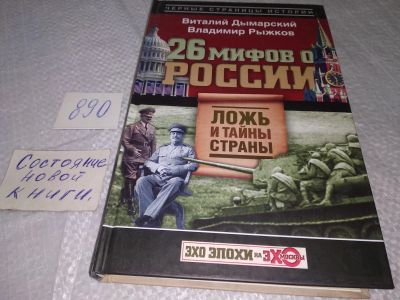 ЧЕРНЫЕ СТРАНИЦЫ ИСТОРИИ
Виталий Дымарский
Владимир Рыжков
26 МИФОВ О
РОССИИ
ЛОЖЬ
И ТАЙНЫ
СТРАНЫ
ЭХО ЭПОХИ НА ЭХО
МОСКВЫ
890
Состояние
новой
книги.